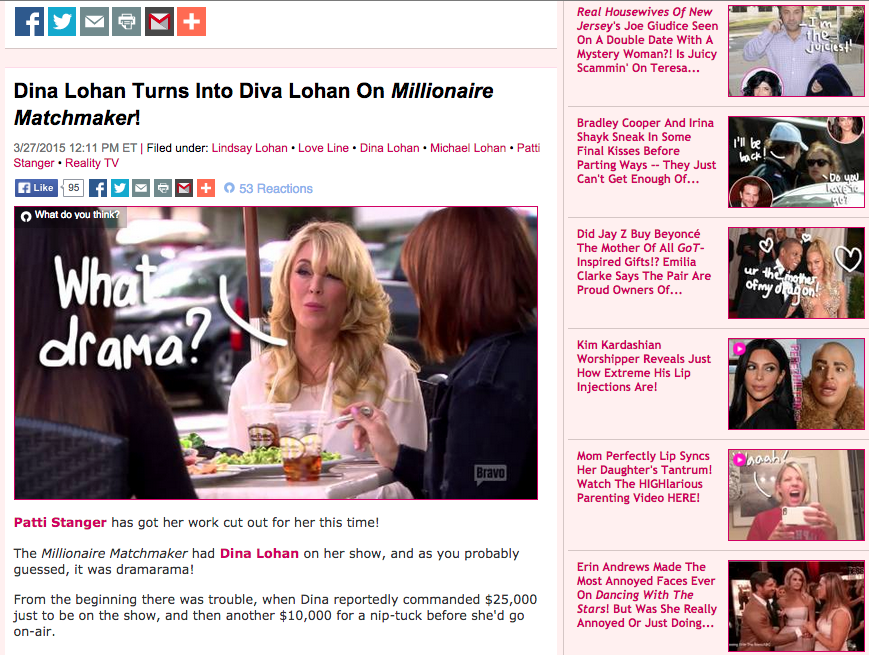 Dina Lohan Turns Into Diva Lohan On Millionaire
Matchmaker!
3/27/2015 12:11 PM ET | Filed under: Lindsay Lohan • Love Line • Dina Lohan • Michael Lohan • Patti
Stanger • Reality TV
Like 95 53 Reactions
What do you think?
What
drama?
Bravo
Patti Stanger has got her work cut out for her this time!
The Millionaire Matchmaker had Dina Lohan on her show, and as you probably
guessed, it was dramarama!
From the beginning there was trouble, when Dina reportedly commanded $25,000
just to be on the show, and then another $10,000 for a nip-tuck before she'd go
on-air.
Real Housewives Of New
Jersey's Joe Giudice Seen
On A Double Date With A
Mystery Woman?! Is Juicy
Scammin' On Teresa...
I'm
the
juiciest!
Bradley Cooper And Irina
Shayk Sneak In Some
Final Kisses Before
Parting Ways -- They Just
Can't Get Enough Of...
I'll be
back!
Do you
have to
go?
Did Jay Z Buy Beyoncé
The Mother Of All GoT-
Inspired Gifts!? Emilia
Clarke Says The Pair Are
Proud Owners Of...
ur the mother
of my dragon!
Kim Kardashian
Worshipper Reveals Just
How Extreme His Lip
Injections Are!
Mom Perfectly Lip Syncs
Her Daughter's Tantrum!
Watch The HIGHlarious
Parenting Video HERE!
Erin Andrews Made The
Most Annoyed Faces Ever
On Dancing With The
Stars! But Was She Really
Annoyed Or Just Doing...